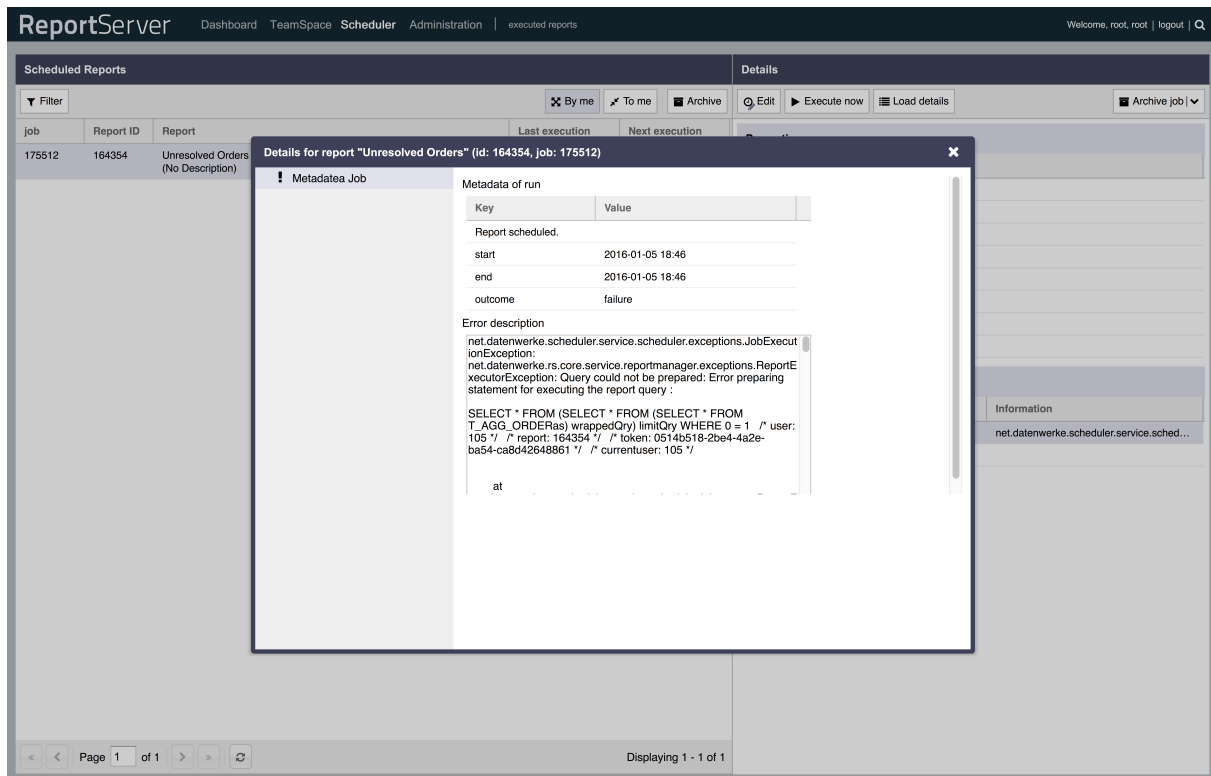 ReportServer
Dashboard TeamSpace Scheduler Administration | executed reports
Welcome, root, root | logout |
Scheduled Reports
Details
Filter
By me
To me
Archive
Edit
Execute now
Load details
Archive job
job Report ID Report Last execution Next execution
175512 164354 Unresolved Orders
(No Description)
Details for report "Unresolved Orders" (id: 164354, job: 175512)
! Metadatea Job
Metadata of run
Key Value
Report scheduled.
start 2016-01-05 18:46
end 2016-01-05 18:46
outcome failure
Error description
net.datenwerke.scheduler.service.scheduler.exceptions.JobExecut
ionException:
net.datenwerke.rs.core.service.reportmanager.exceptions.ReportE
xecutorException: Query could not be prepared: Error preparing
statement for executing the report query :
SELECT * FROM (SELECT * FROM (SELECT * FROM
T_AGG_ORDERas) wrappedQry) limitQry WHERE 0 = 1 /* user:
105 */ /* report: 164354 */ /* token: 0514b518-2be4-4a2e-
ba54-ca8d42648861 */ /* currentuser: 105 */
at
Information
net.datenwerke.scheduler.service.sched...
Page 1 of 1
Displaying 1 - 1 of 1